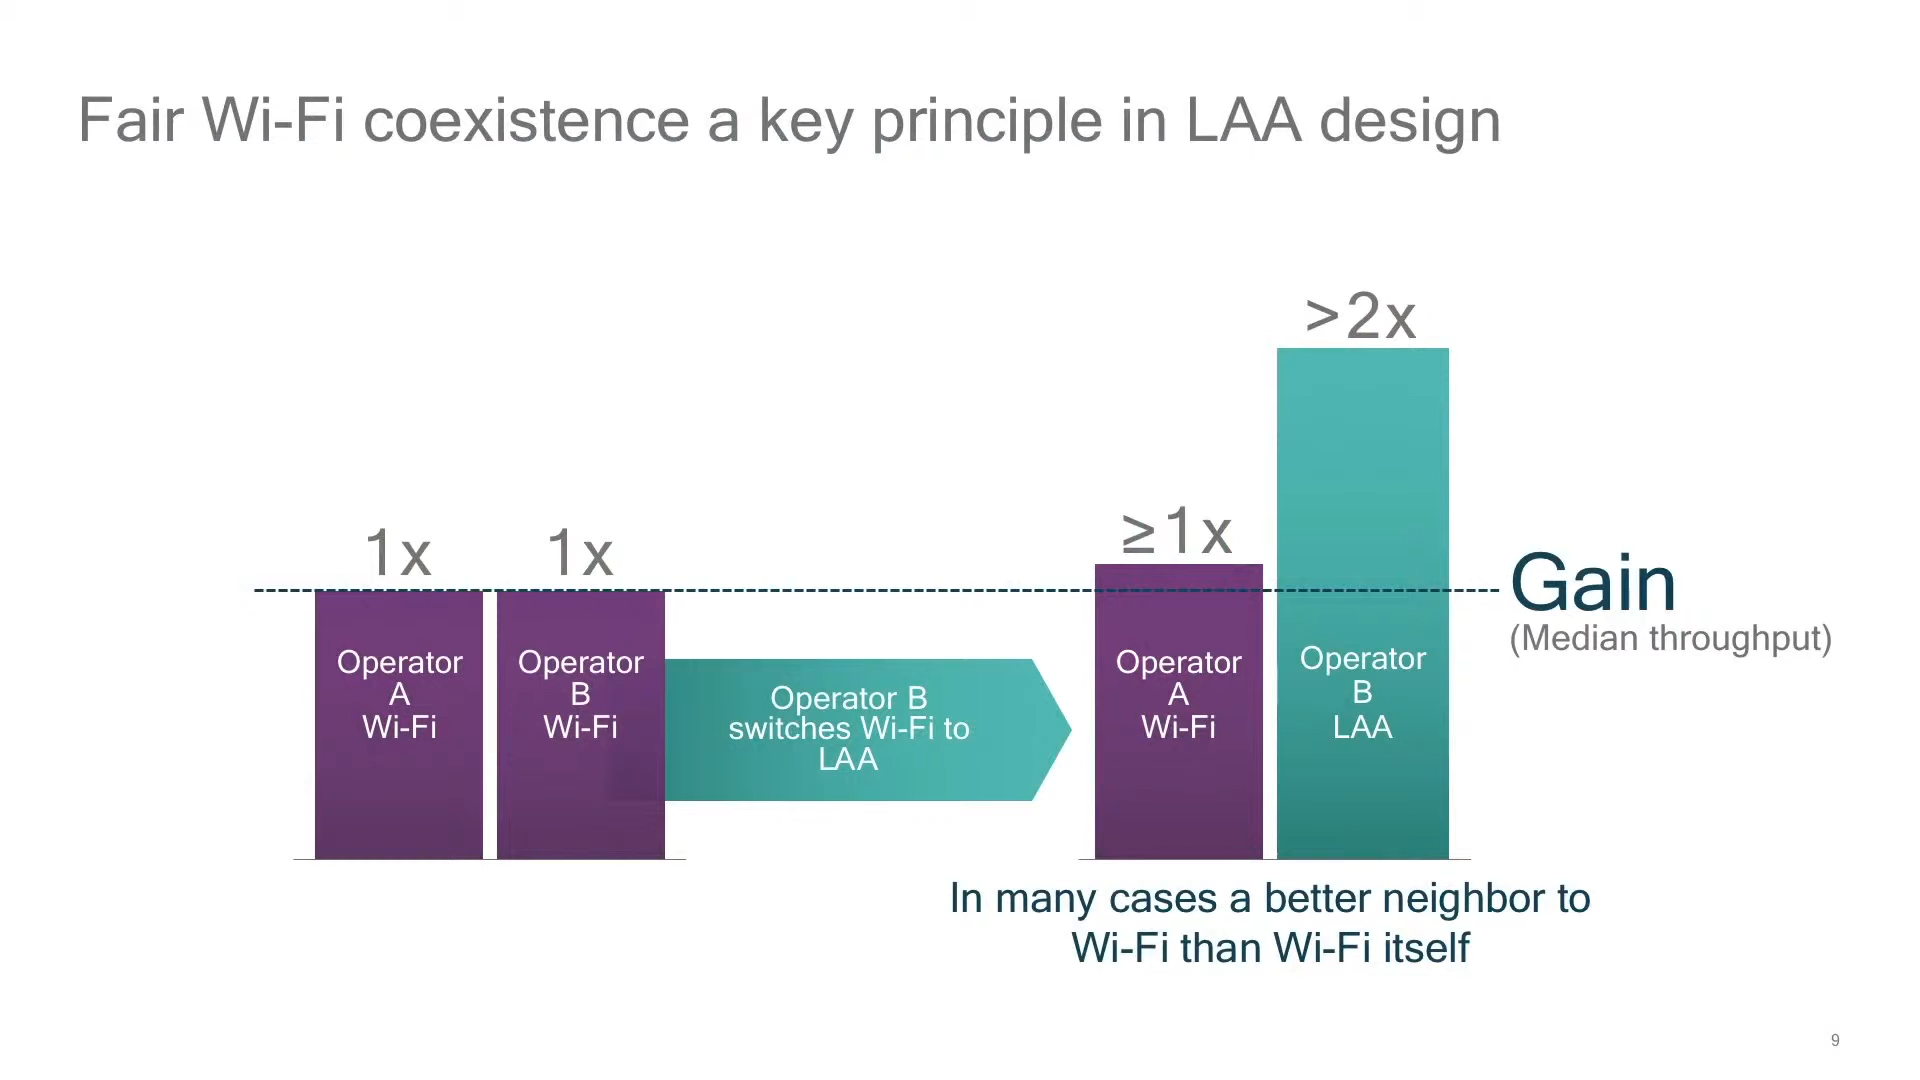 Fair Wi-Fi coexistence a key principle in LAA design
>2x
≥1x
1x
1x
Gain
(Median throughput)
Operator
A
Wi-Fi
Operator
B
Wi-Fi
Operator B
switches Wi-Fi to
LAA
Operator
A
Wi-Fi
Operator
B
LAA
In many cases a better neighbor to
Wi-Fi than Wi-Fi itself
9